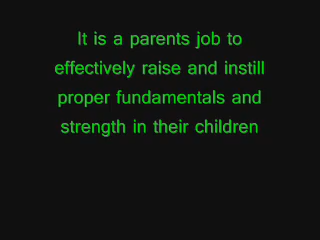 It is a parents job to
effectively raise and instill
proper fundamentals and
strength in their children